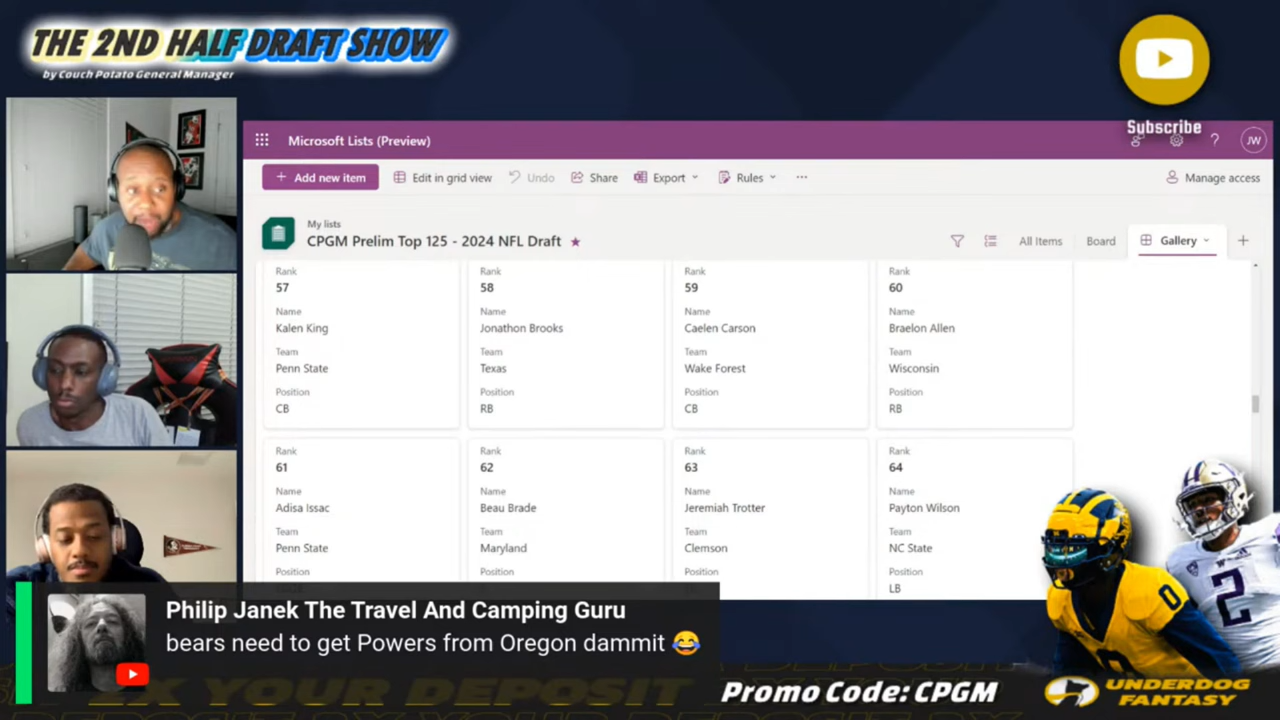 THE 2ND HALF DRAFT SHOW
by Couch Potato General Manager
Subscribe
Microsoft Lists (Preview)
?
JW
+ Add new item
Edit in grid view
Undo
Share
Export
Rules
...
Manage access
My lists
CPGM Prelim Top 125 - 2024 NFL Draft ★
All Items
Board
Gallery
+
Rank Rank Rank Rank
57 58 59 60
Name Name Name Name
Kalen King Jonathon Brooks Caelen Carson Braelon Allen
Team Team Team Team
Penn State Texas Wake Forest Wisconsin
Position Position Position Position
CB RB CB RB
Rank Rank Rank Rank
61 62 63 64
Name Name Name Name
Adisa Issac Beau Brade Jeremiah Trotter Payton Wilson
Team Team Team Team
Penn State Maryland Clemson NC State
Position Position Position Position
LB
Philip Janek The Travel And Camping Guru
bears need to get Powers from Oregon dammit 😂
0
2
W
YOUR DEPOSIT
Promo Code: CPGM
UNDERDOG
FANTASY